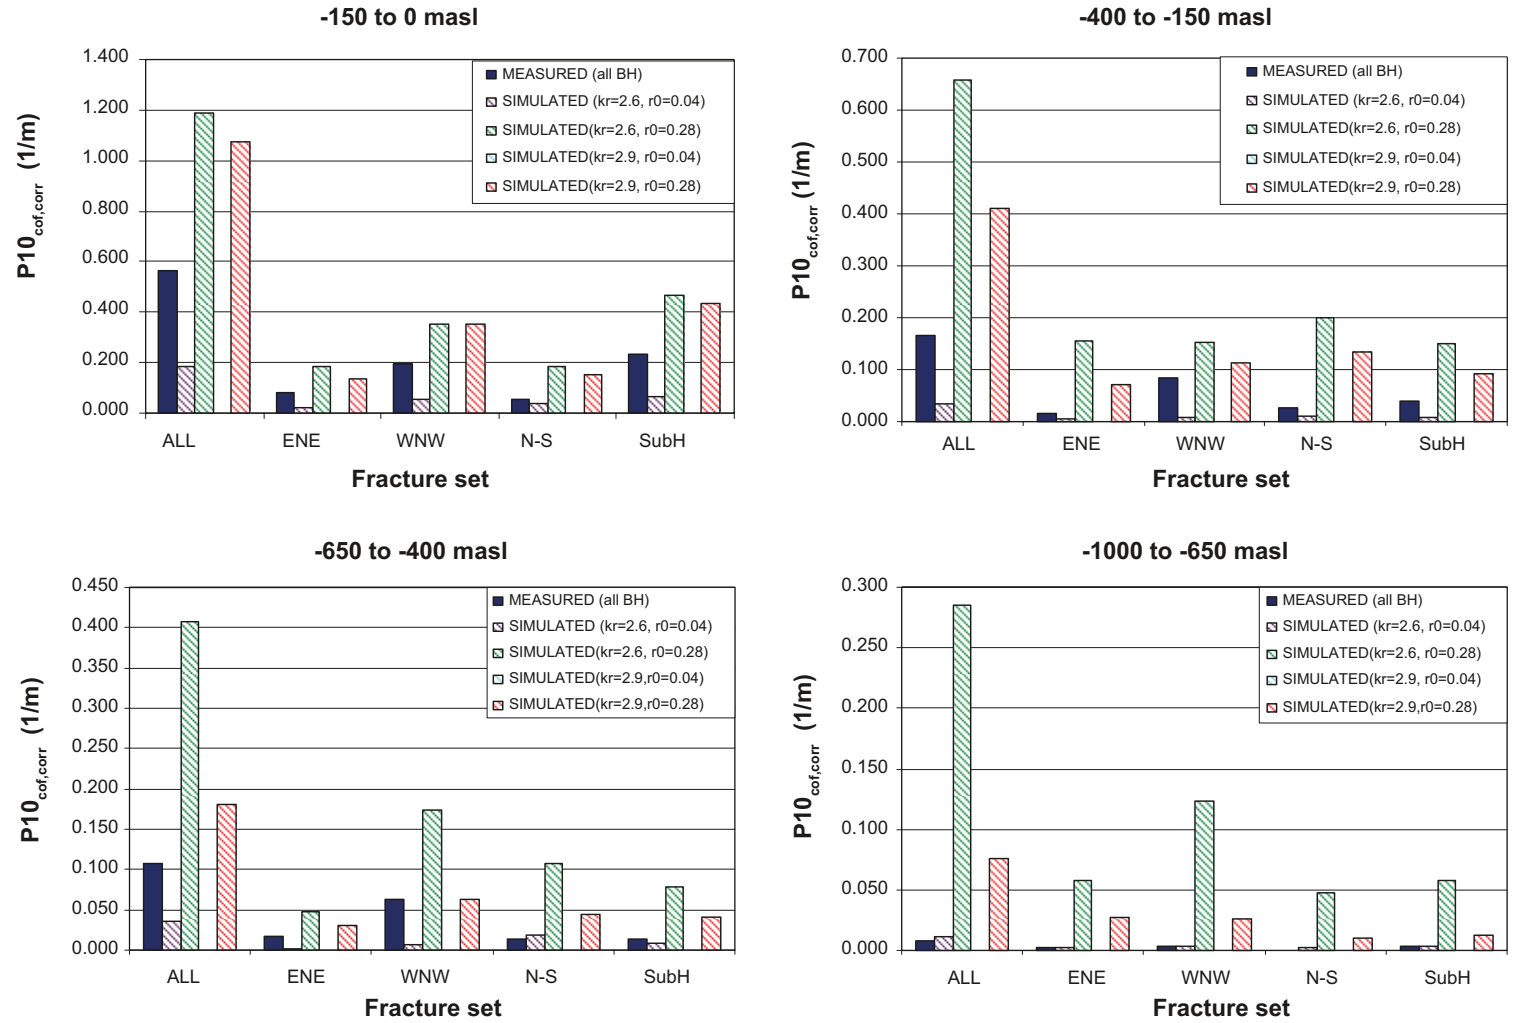 -150 to 0 masl
P10cof,corr (1/m)
1.400
1.200
1.000
0.800
0.600
0.400
0.200
0.000
MEASURED (all BH)
SIMULATED (kr=2.6, r0=0.04)
SIMULATED(kr=2.6, r0=0.28)
SIMULATED(kr=2.9, r0=0.04)
SIMULATED(kr=2.9, r0=0.28)
ALL ENE WNW N-S SubH
Fracture set
-400 to -150 masl
P10cof,corr (1/m)
0.700
0.600
0.500
0.400
0.300
0.200
0.100
0.000
MEASURED (all BH)
SIMULATED (kr=2.6, r0=0.04)
SIMULATED(kr=2.6, r0=0.28)
SIMULATED(kr=2.9, r0=0.04)
SIMULATED(kr=2.9, r0=0.28)
ALL ENE WNW N-S SubH
Fracture set
-650 to -400 masl
P10cof,corr (1/m)
0.450
0.400
0.350
0.300
0.250
0.200
0.150
0.100
0.050
0.000
MEASURED (all BH)
SIMULATED (kr=2.6, r0=0.04)
SIMULATED(kr=2.6, r0=0.28)
SIMULATED(kr=2.9,r0=0.04)
SIMULATED(kr=2.9,r0=0.28)
ALL ENE WNW N-S SubH
Fracture set
-1000 to -650 masl
P10cof,corr (1/m)
0.300
0.250
0.200
0.150
0.100
0.050
0.000
MEASURED (all BH)
SIMULATED (kr=2.6, r0=0.04)
SIMULATED(kr=2.6, r0=0.28)
SIMULATED(kr=2.9, r0=0.04)
SIMULATED(kr=2.9,r0=0.28)
ALL ENE WNW N-S SubH
Fracture set